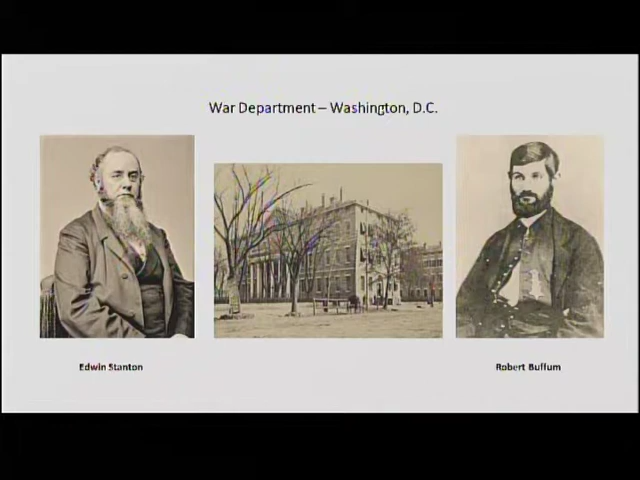 War Department – Washington, D.C.
Edwin Stanton
Robert Buffum